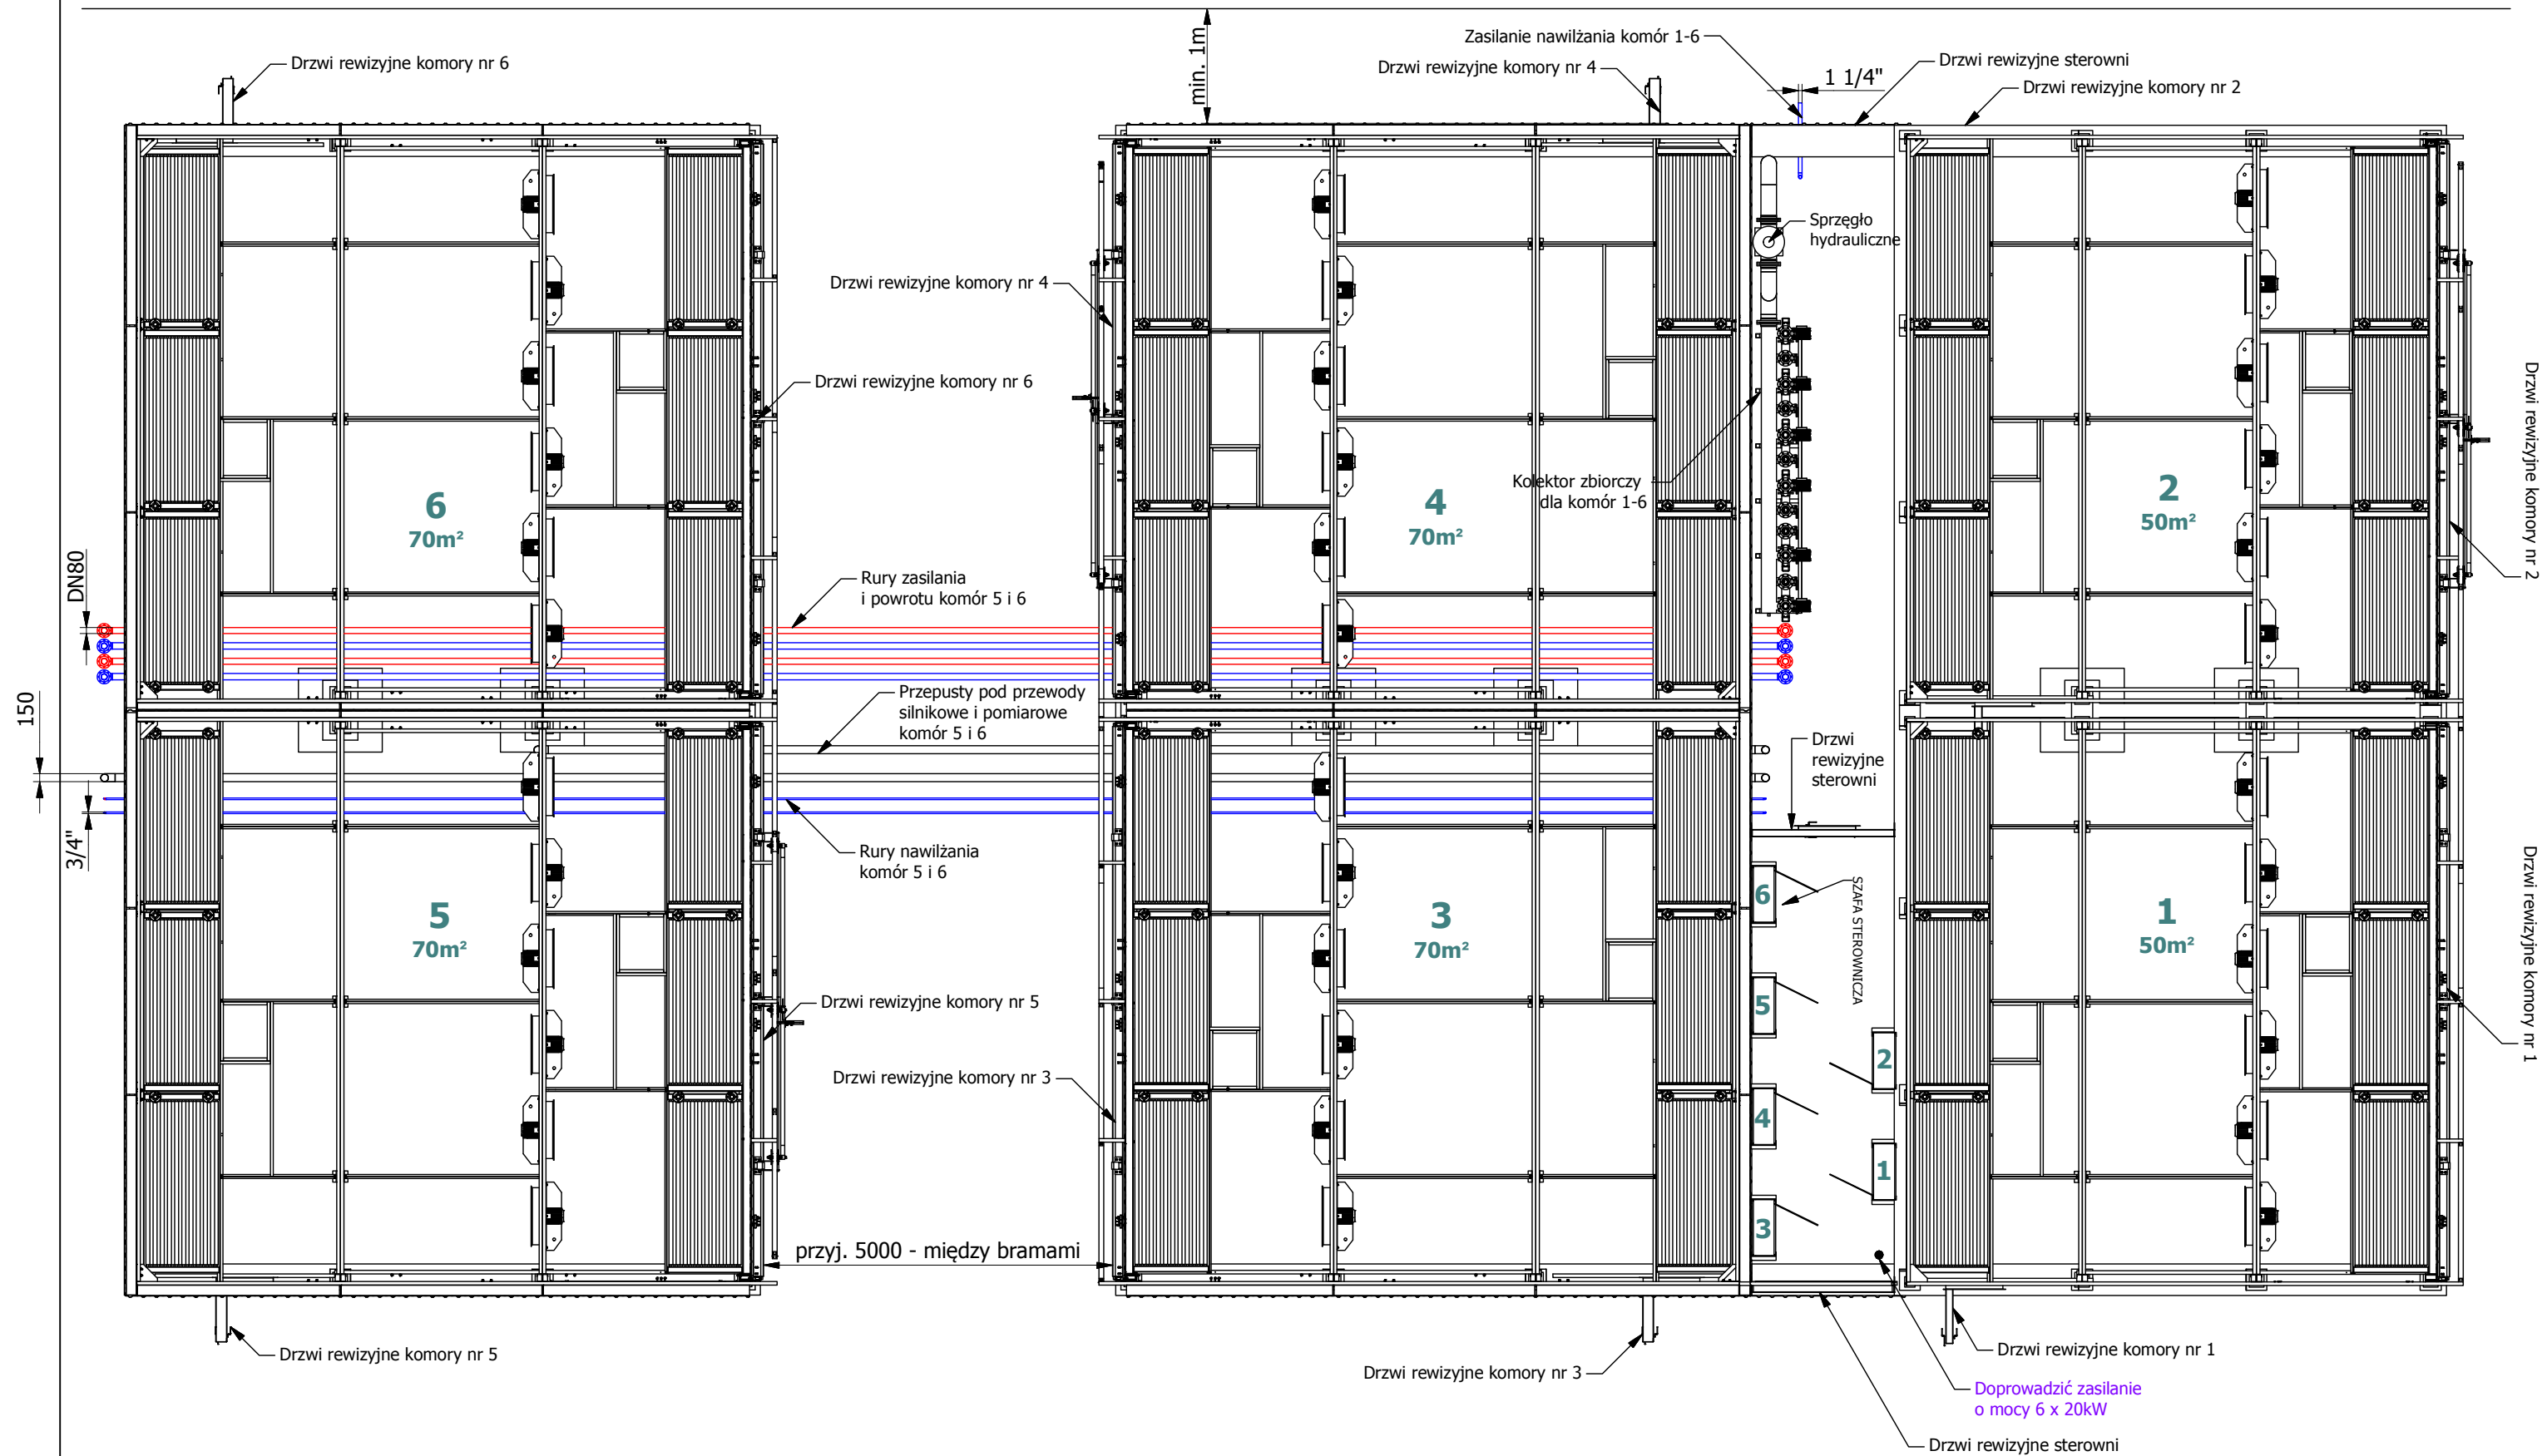 Drzwi rewizyjne komory nr 6
min. 1m
Zasilanie nawilżania komór 1-6
Drzwi rewizyjne komory nr 4
1 1/4"
Drzwi rewizyjne sterowni
Drzwi rewizyjne komory nr 2
Sprzęgło
hydrauliczne
Drzwi rewizyjne komory nr 4
Drzwi rewizyjne komory nr 6
Drzwi rewizyjne komory nr 2
Kolektor zbiorczy
dla komór 1-6
6
70m²
4
70m²
2
50m²
DN80
Rury zasilania
i powrotu komór 5 i 6
150
Przepusty pod przewody
silnikowe i pomiarowe
komór 5 i 6
Drzwi
rewizyjne
sterowni
3/4"
Rury nawilżania
komór 5 i 6
5
70m²
3
70m²
1
50m²
SZAFA STEROWNICZA
6
5
2
4
1
3
Drzwi rewizyjne komory nr 1
Drzwi rewizyjne komory nr 5
Drzwi rewizyjne komory nr 3
przyj. 5000 - między bramami
Drzwi rewizyjne komory nr 5
Drzwi rewizyjne komory nr 3
Drzwi rewizyjne komory nr 1
Doprowadzić zasilanie
o mocy 6 x 20kW
Drzwi rewizyjne sterowni